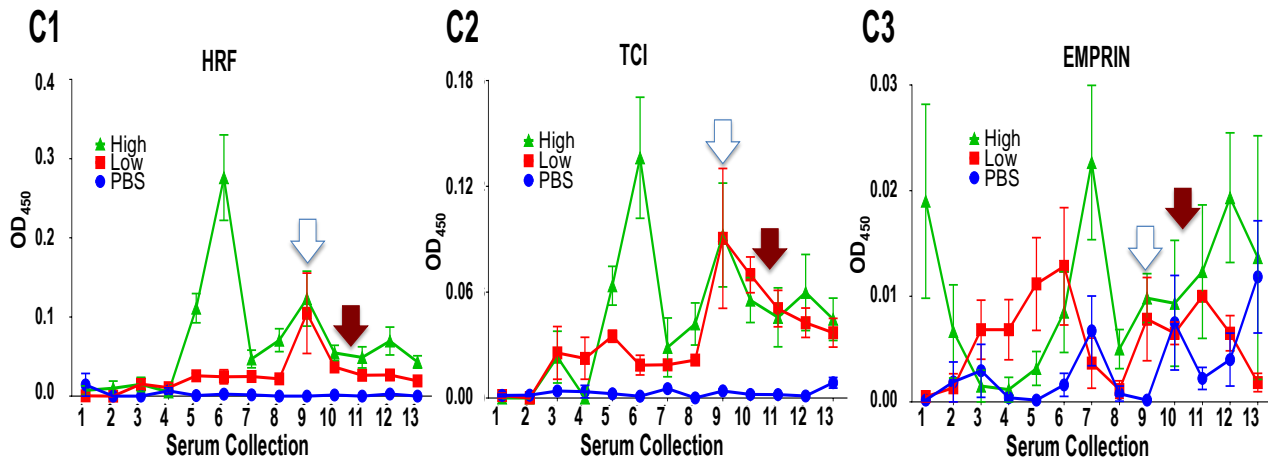 C1
HRF
0.4
0.3
0.2
0.1
0.0
OD450
High
Low
PBS
1 2 3 4 5 6 7 8 9 10 11 12 13
Serum Collection
C2
TCI
0.18
0.12
0.06
0.00
OD450
High
Low
PBS
1 2 3 4 5 6 7 8 9 10 11 12 13
Serum Collection
C3
EMPRIN
0.03
0.02
0.01
0.00
OD450
High
Low
PBS
1 2 3 4 5 6 7 8 9 10 11 12 13
Serum Collection